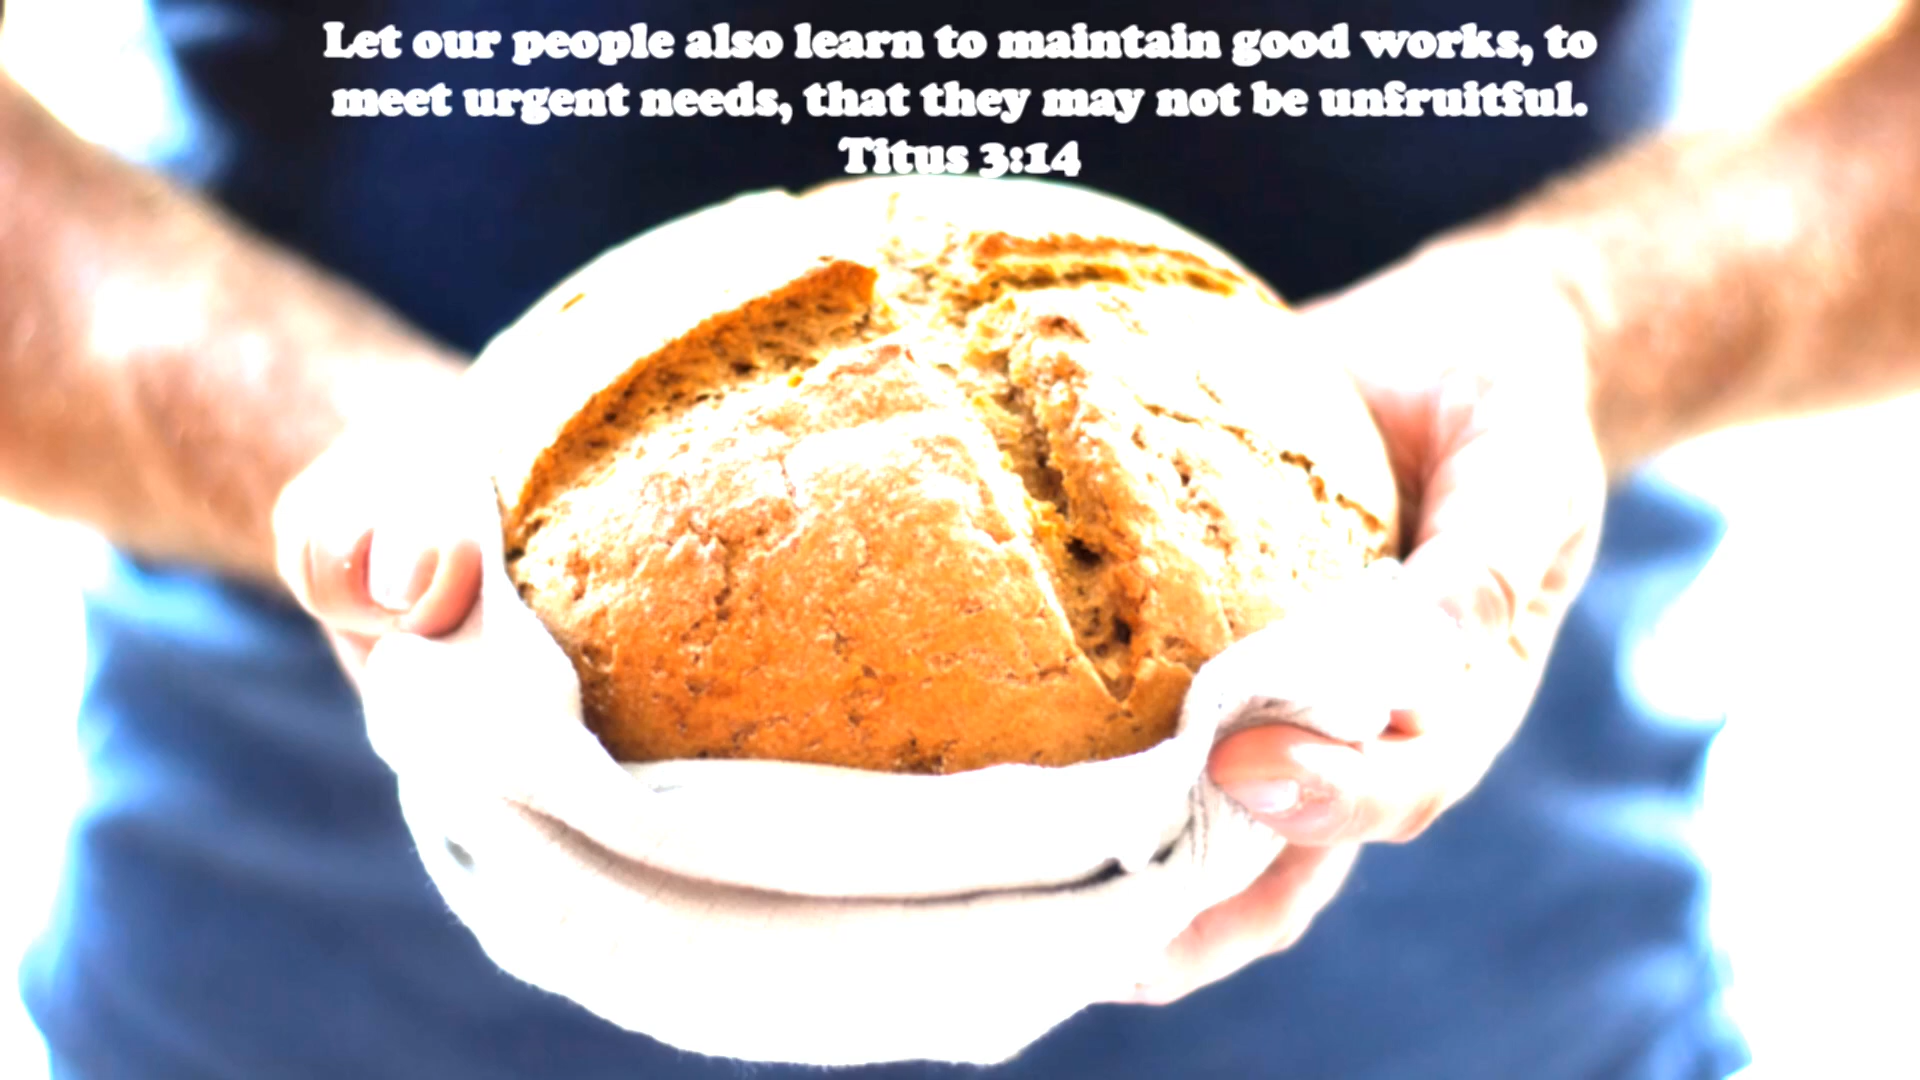 Let our people also learn to maintain good works, to
meet urgent needs, that they may not be unfruitful.
Titus 3:14